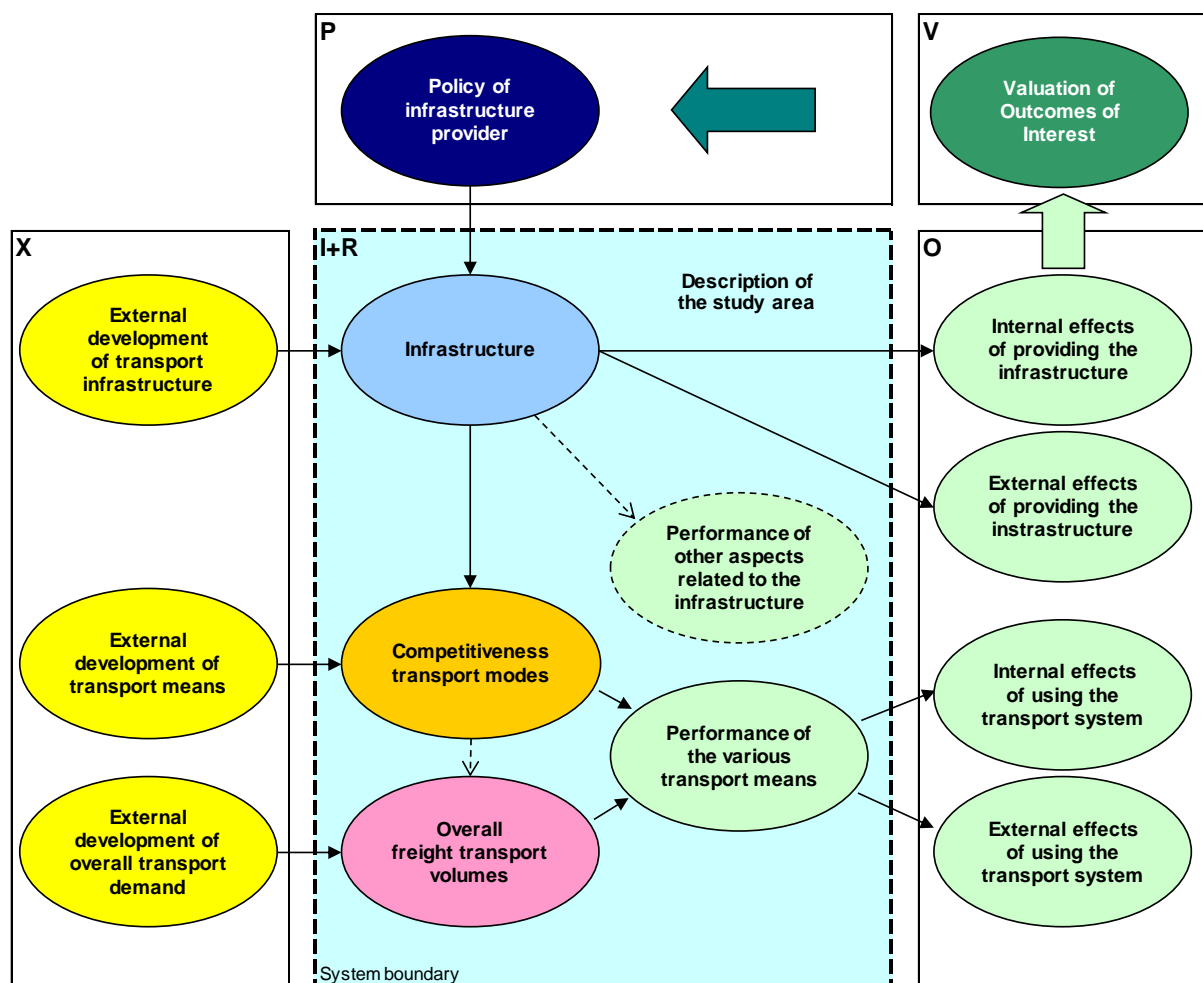 P
Policy of
infrastructure
provider
V
Valuation of
Outcomes of
Interest
X
External
development
of transport
infrastructure
External
development of
transport means
External
development of
overall transport
demand
I+R
Description of
the study area
Infrastructure
Performance of
other aspects
related to the
infrastructure
Competitiveness
transport modes
Performance of
the various
transport means
Overall
freight transport
volumes
System boundary
O
Internal effects
of providing the
infrastructure
External effects
of providing the
instrastructure
Internal effects
of using the
transport system
External effects
of using the
transport system